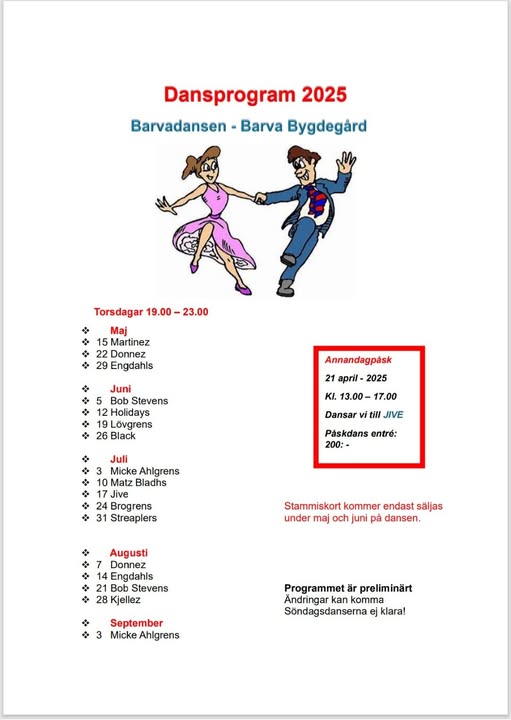 Dansprogram 2025
Barvadansen - Barva Bygdegård
Torsdagar 19.00 – 23.00
❖ Maj
❖ 15 Martinez
❖ 22 Donnez
❖ 29 Engdahls
❖ Juni
❖ 5 Bob Stevens
❖ 12 Holidays
❖ 19 Lövgrens
❖ 26 Black
❖ Juli
❖ 3 Micke Ahlgrens
❖ 10 Matz Bladhs
❖ 17 Jive
❖ 24 Brogrens
❖ 31 Streaplers
❖ Augusti
❖ 7 Donnez
❖ 14 Engdahls
❖ 21 Bob Stevens
❖ 28 Kjellez
❖ September
❖ 3 Micke Ahlgrens
Annandagpåsk
21 april - 2025
Kl. 13.00 – 17.00
Dansar vi till JIVE
Påskdans entré:
200: -
Stammiskort kommer endast säljas
under maj och juni på dansen.
Programmet är preliminärt
Ändringar kan komma
Söndagsdanserna ej klara!